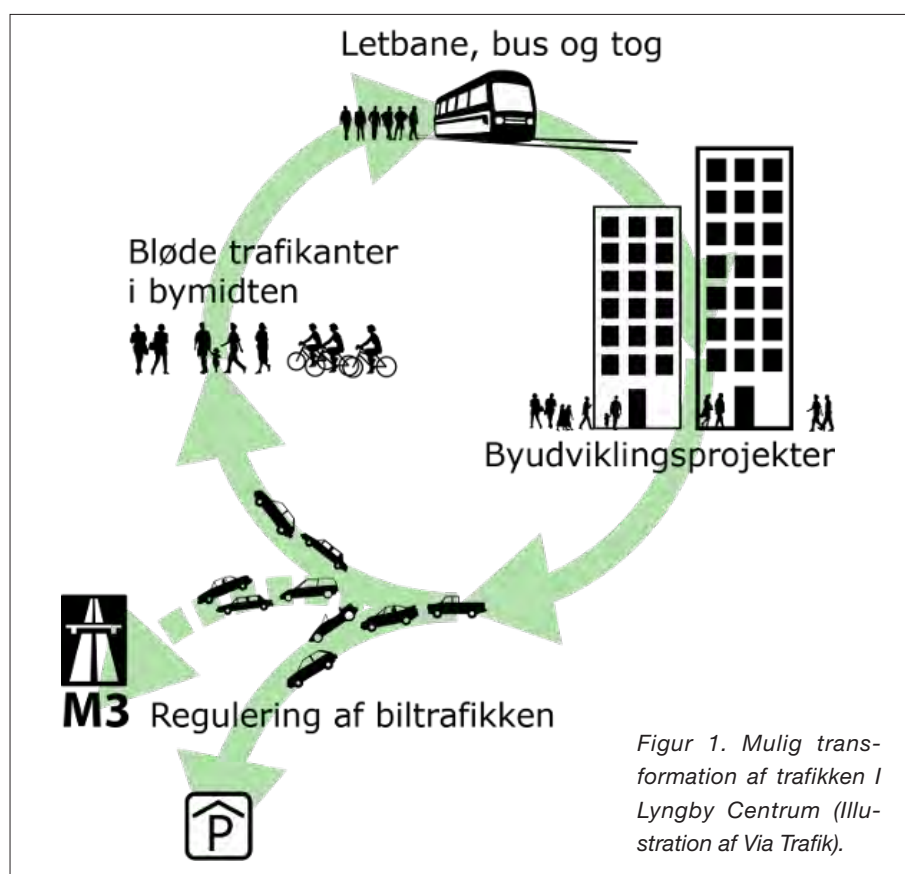 Letbane, bus og tog
Bløde trafikanter
i bymidten
Byudviklingsprojekter
M3 Regulering af biltrafikken
P
Figur 1. Mulig trans-
formation af trafikken I
Lyngby Centrum (Illu-
stration af Via Trafik).